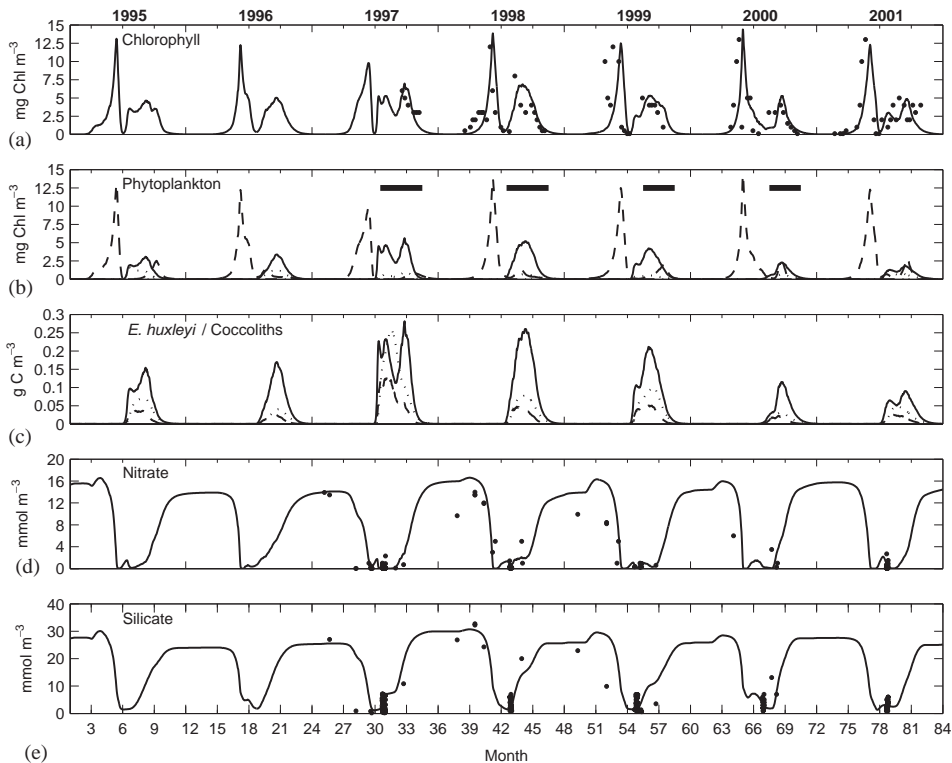 1995 1996 1997 1998 1999 2000 2001
15
12.5
10
7.5
5
2.5
0
mg Chl m−3
Chlorophyll
(a)
15
12.5
10
7.5
5
2.5
0
mg Chl m−3
Phytoplankton
(b)
0.3
0.25
0.2
0.15
0.1
0.05
0
g C m−3
E. huxleyi / Coccoliths
(c)
20
16
12
8
4
0
mmol m−3
Nitrate
(d)
40
30
20
10
0
mmol m−3
Silicate
3 6 9 12 15 18 21 24 27 30 33 36 39 42 45 48 51 54 57 60 63 66 69 72 75 78 81 84
(e)
Month